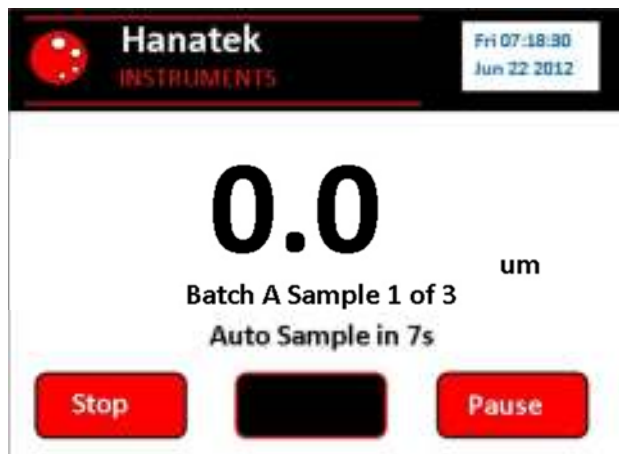 Hanatek
INSTRUMENTS
Fri 07:18:30
Jun 22 2012
0.0
um
Batch A Sample 1 of 3
Auto Sample in 7s
Stop
Pause